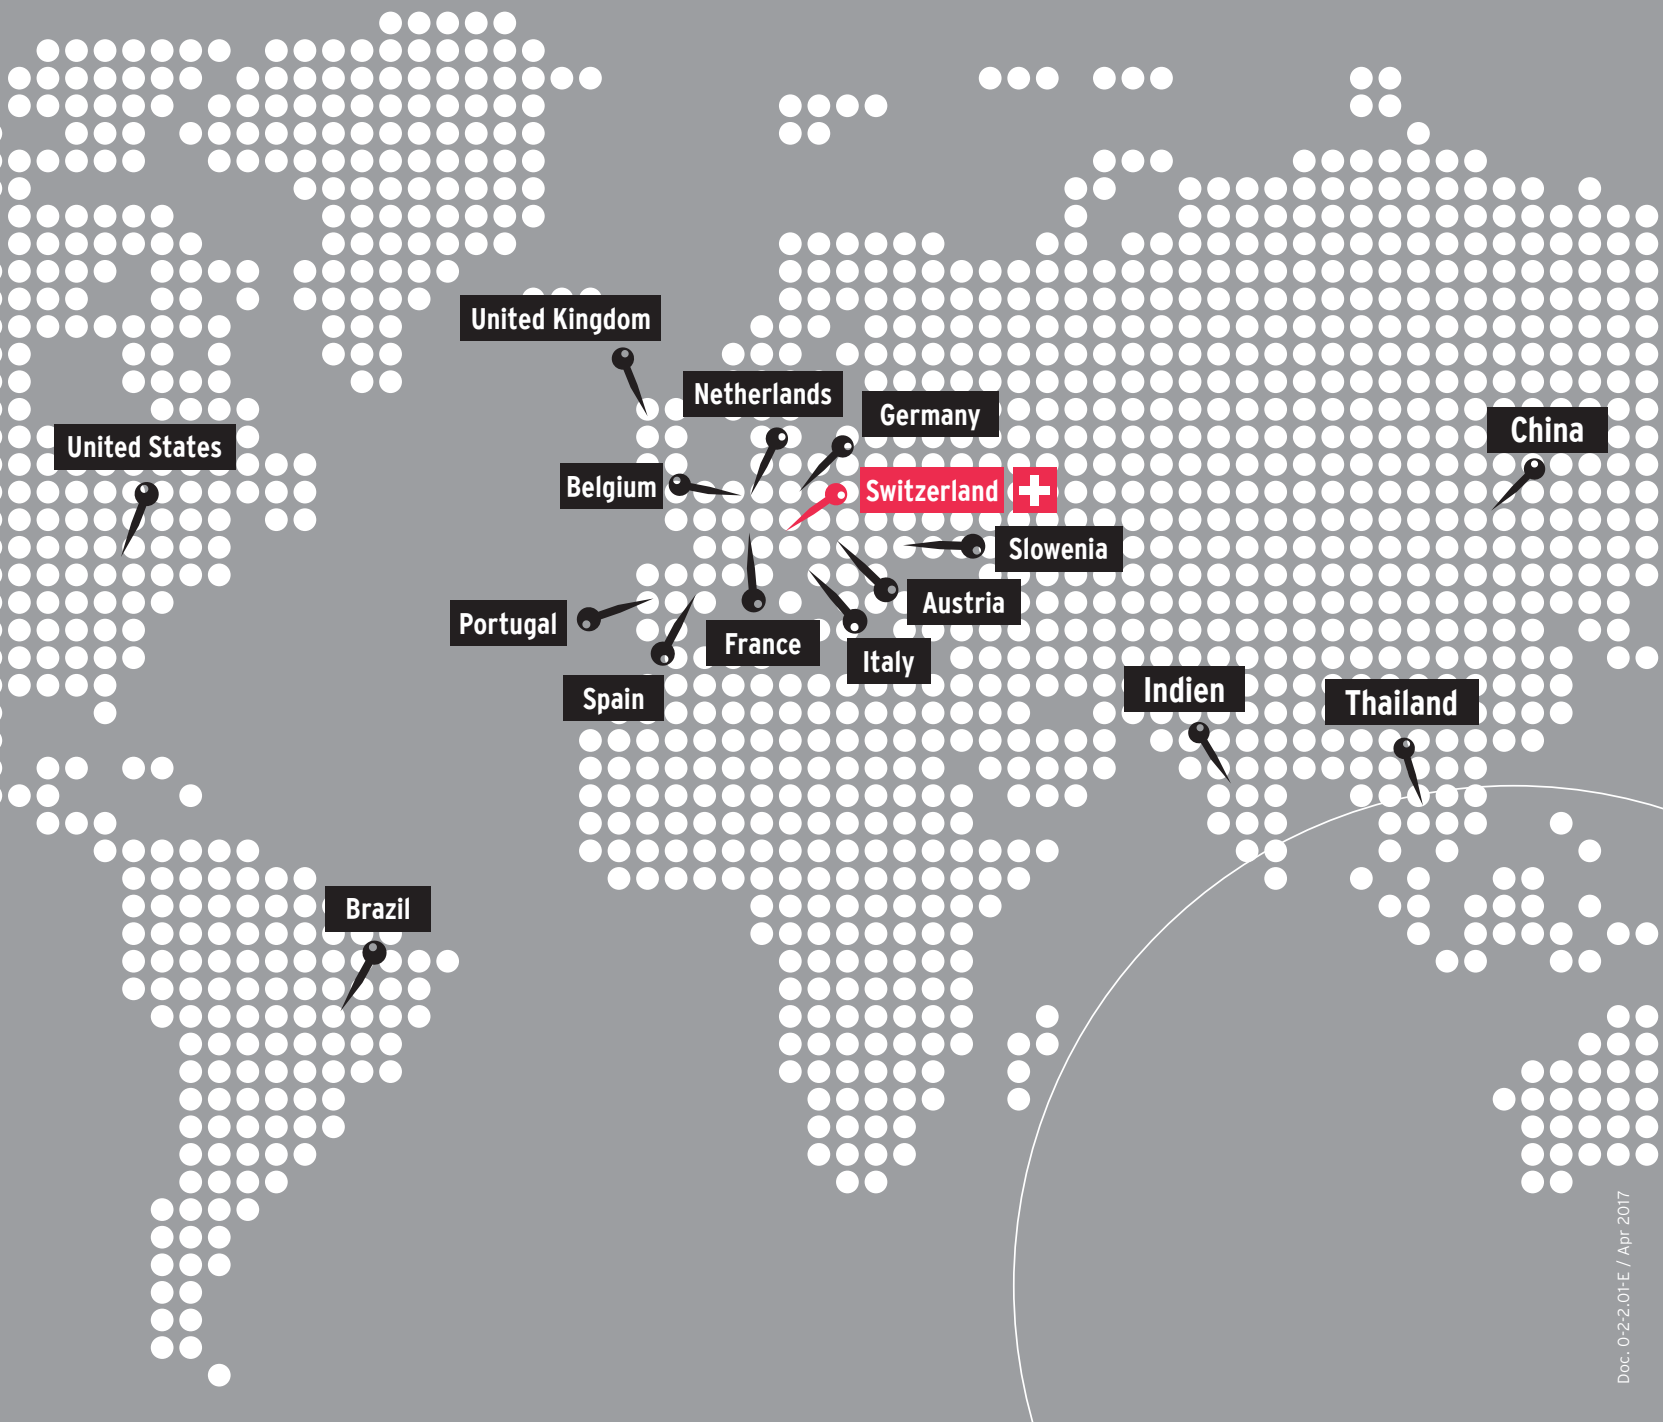 United Kingdom
Netherlands
Germany
United States
China
Belgium
Switzerland
Slowenia
Austria
Portugal
France
Italy
Spain
Indien
Thailand
Brazil
Doc. 0-2-2.01-E / Apr 2017